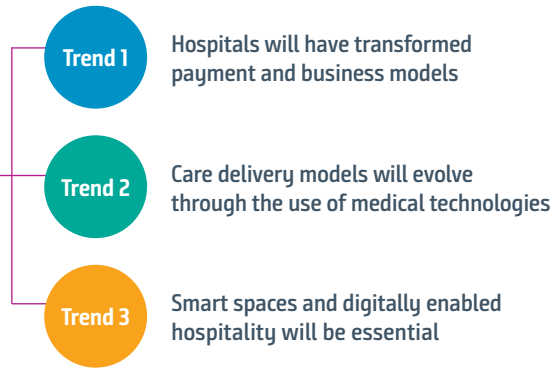 Trend 1
Hospitals will have transformed
payment and business models
Trend 2
Care delivery models will evolve
through the use of medical technologies
Trend 3
Smart spaces and digitally enabled
hospitality will be essential